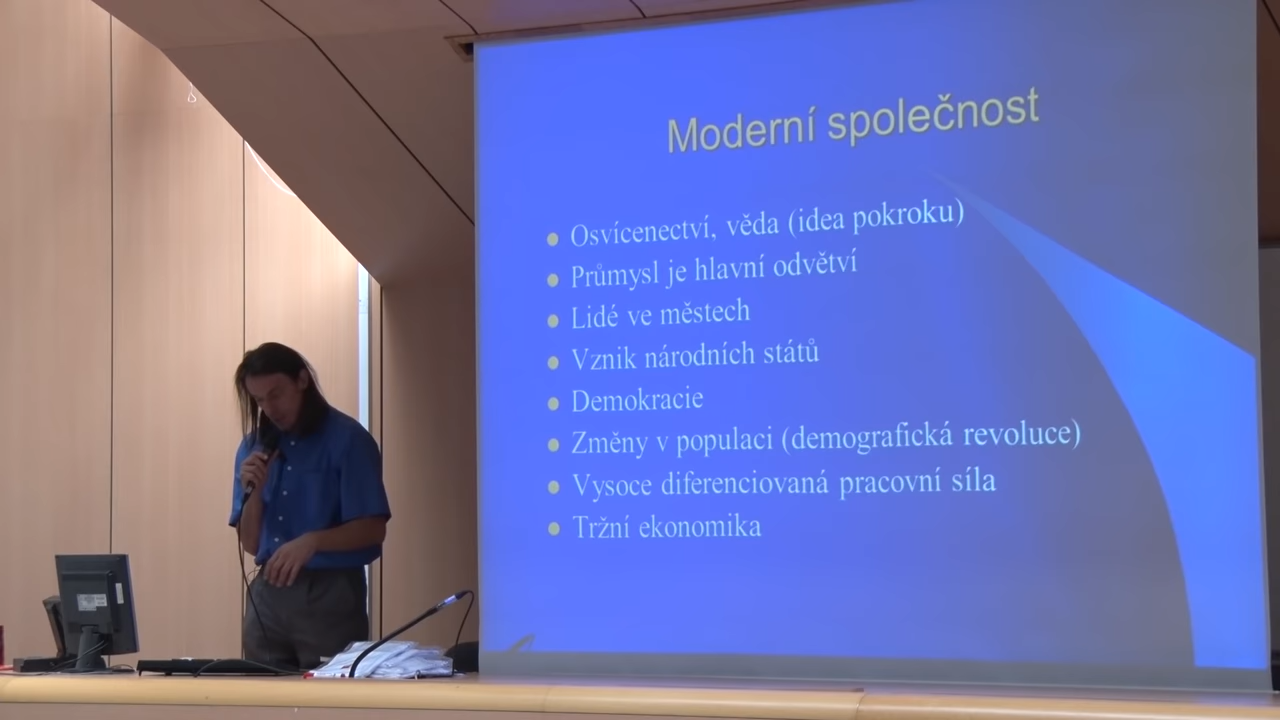 Moderní společnost
Osvícenectví, věda (idea pokroku)
Průmysl je hlavní odvětví
Lidé ve městech
Vznik národních států
Demokracie
Změny v populaci (demografická revoluce)
Vysoce diferenciovaná pracovní síla
Tržní ekonomika